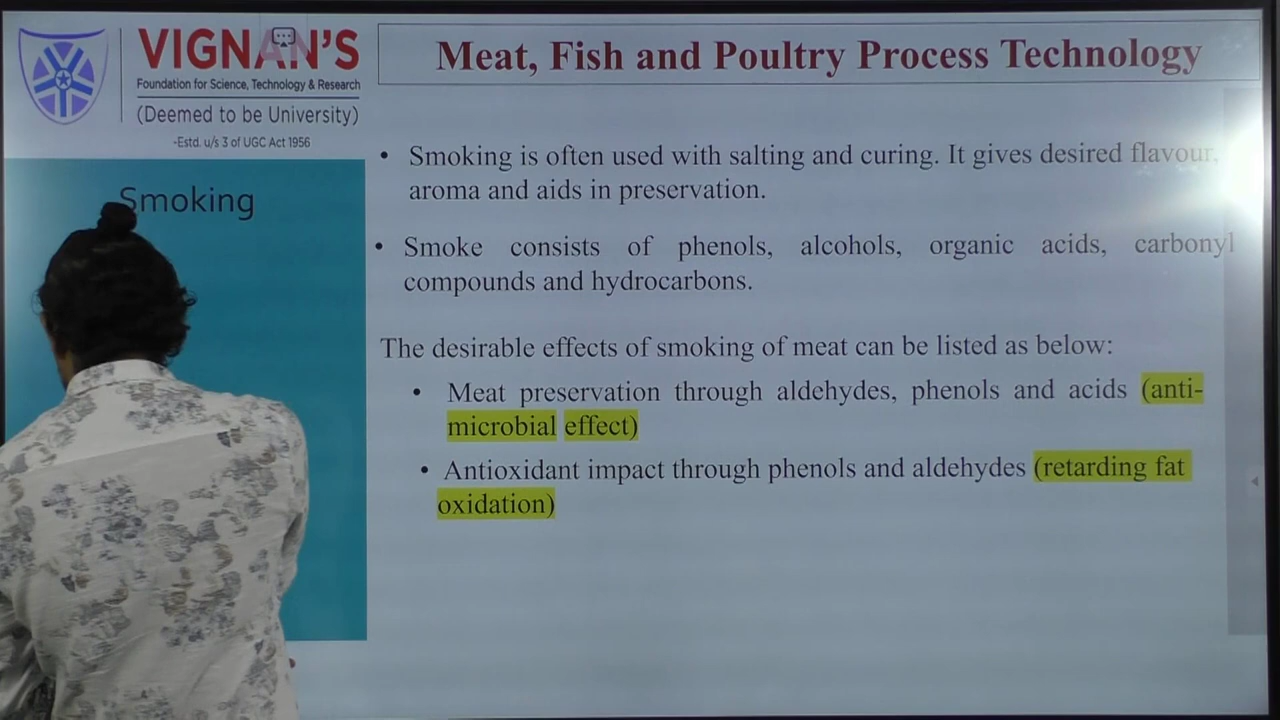 VIGNAN'S
Foundation for Science, Technology & Research
(Deemed to be University)
-Estd. u/s 3 of UGC Act 1956
Meat, Fish and Poultry Process Technology
Smoking
• Smoking is often used with salting and curing. It gives desired flavour,
aroma and aids in preservation.
• Smoke consists of phenols, alcohols, organic acids, carbonyl
compounds and hydrocarbons.
The desirable effects of smoking of meat can be listed as below:
• Meat preservation through aldehydes, phenols and acids (anti-
microbial effect)
• Antioxidant impact through phenols and aldehydes (retarding fat
oxidation)